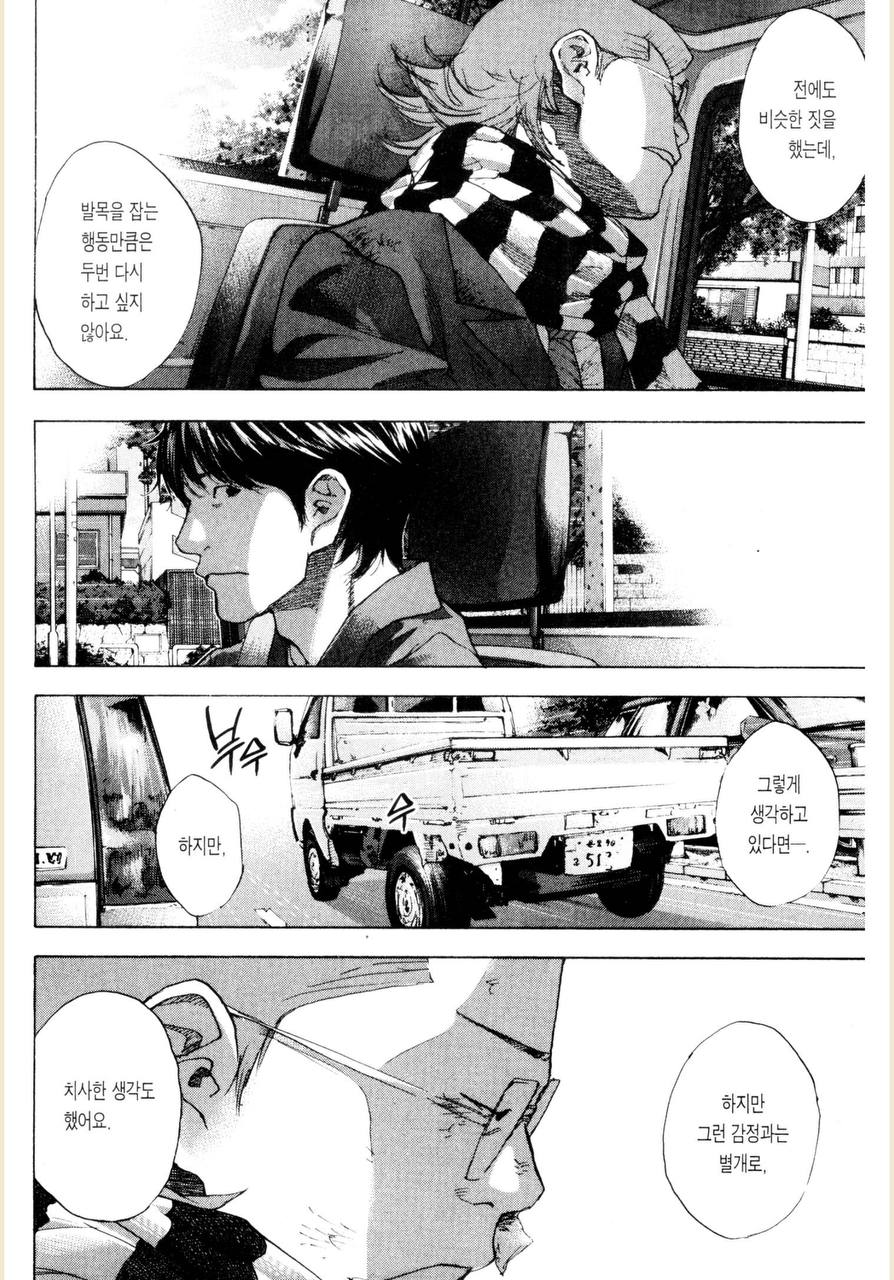 전에도
비슷한 짓을
했는데,
발목을 잡는
행동만큼은
두번 다시
하고 싶지
않아요.
그렇게
생각하고
있다면—.
부우
우
하지만,
하지만
그런 감정과는
별개로,
치사한 생각도
했어요.